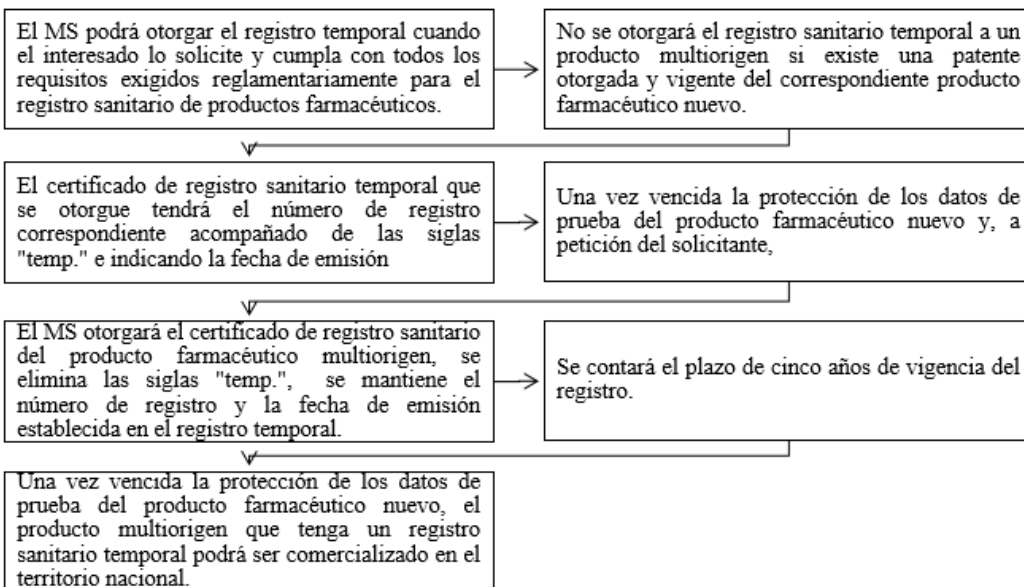 El MS podrá otorgar el registro temporal cuando
el interesado lo solicite y cumpla con todos los
requisitos exigidos reglamentariamente para el
registro sanitario de productos farmacéuticos.
No se otorgará el registro sanitario temporal a un
producto multiorigen si existe una patente
otorgada y vigente del correspondiente producto
farmacéutico nuevo.
El certificado de registro sanitario temporal que
se otorgue tendrá el número de registro
correspondiente acompañado de las siglas
"temp." e indicando la fecha de emisión
Una vez vencida la protección de los datos de
prueba del producto farmacéutico nuevo y, a
petición del solicitante,
El MS otorgará el certificado de registro sanitario
del producto farmacéutico multiorigen, se
elimina las siglas "temp.", se mantiene el
número de registro y la fecha de emisión
establecida en el registro temporal.
Se contará el plazo de cinco años de vigencia del
registro.
Una vez vencida la protección de los datos de
prueba del producto farmacéutico nuevo, el
producto multiorigen que tenga un registro
sanitario temporal podrá ser comercializado en el
territorio nacional.